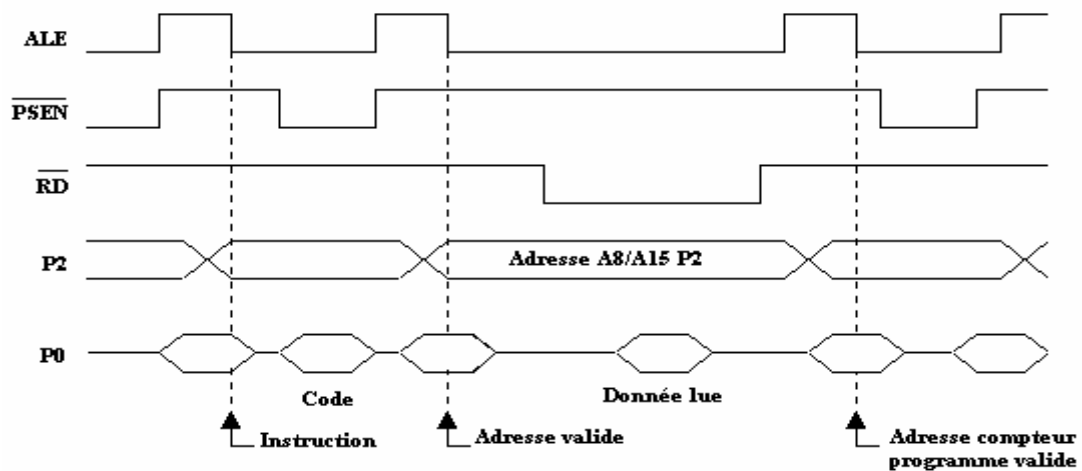 ALE
PSEN
RD
P2
Adresse A8/A15 P2
P0
Code
Donnée lue
Instruction
Adresse valide
Adresse compteur
programme valide